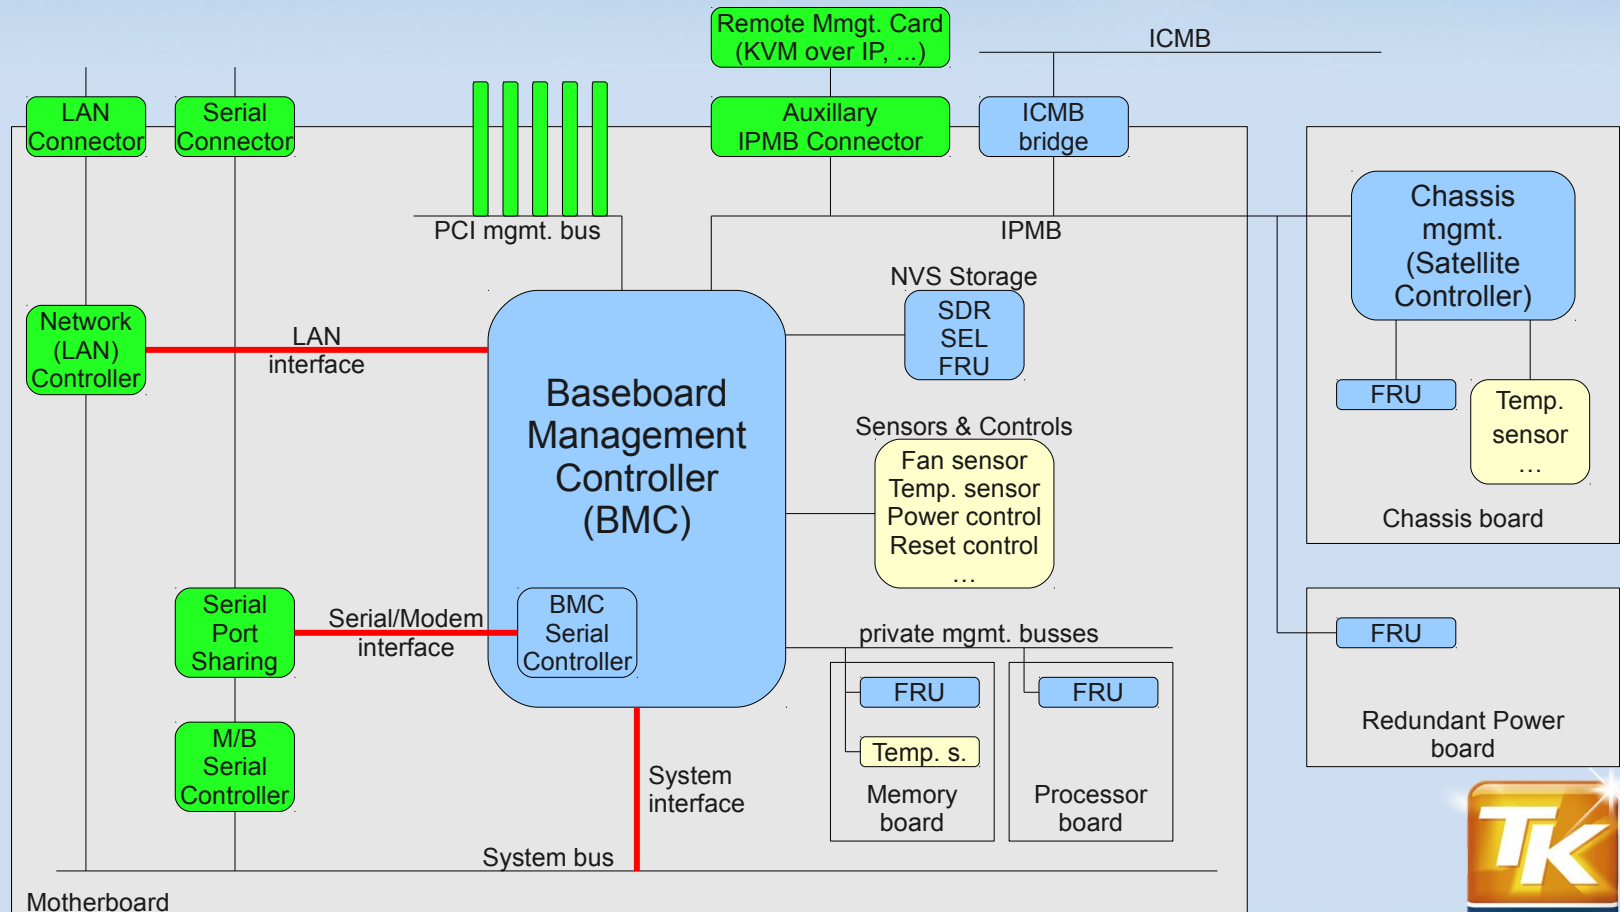 Remote Mmgt. Card
(KVM over IP, ...)
ICMB
LAN
Connector
Serial
Connector
Auxillary
IPMB Connector
ICMB
bridge
PCI mgmt. bus
IPMB
Chassis
mgmt.
(Satellite
Controller)
NVS Storage
SDR
SEL
FRU
Network
(LAN)
Controller
LAN
interface
Baseboard
Management
Controller
(BMC)
FRU
Temp.
sensor
...
Chassis board
Sensors & Controls
Fan sensor
Temp. sensor
Power control
Reset control
...
Serial
Port
Sharing
Serial/Modem
interface
BMC
Serial
Controller
private mgmt. busses
FRU
Temp. s.
Memory
board
FRU
Processor
board
FRU
Redundant Power
board
M/B
Serial
Controller
System
interface
System bus
Motherboard
TK